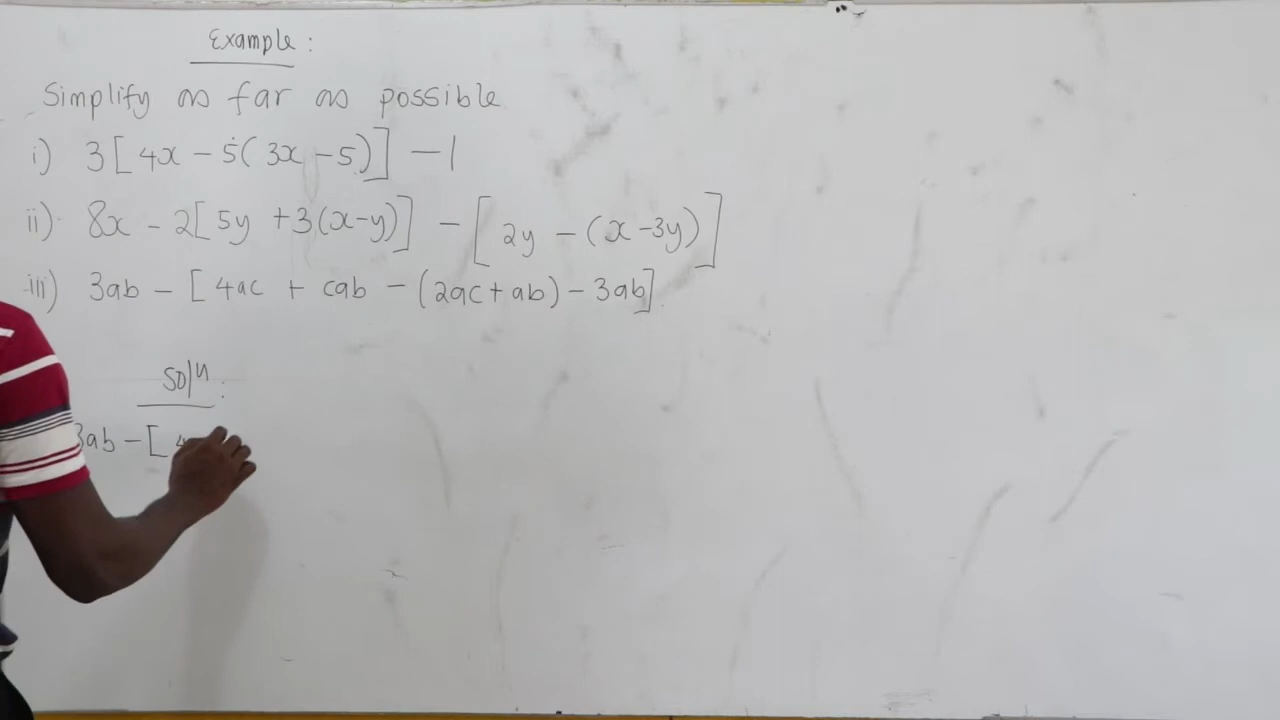 Example:
Simplify as far as possible
i) 3[4x - 5(3x - 5)] - 1
ii) 8x - 2[5y + 3(x-y)] - [2y - (x - 3y)]
iii) 3ab - [4ac + cab - (2ac + ab) - 3ab]
Soln:
3ab - [4